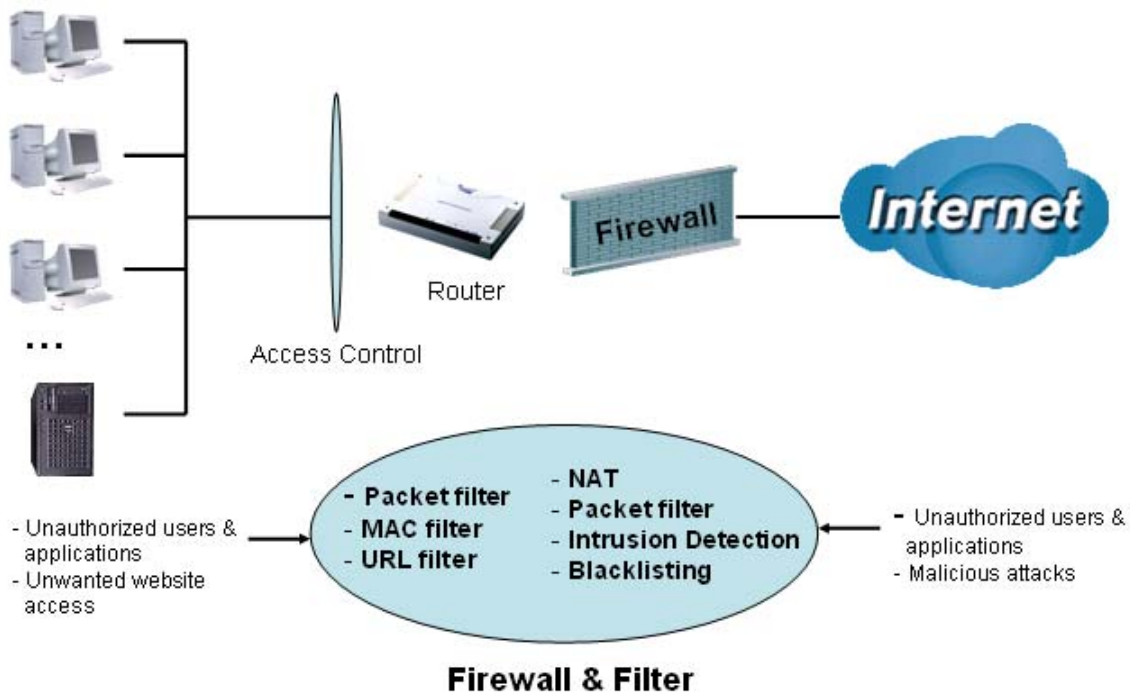 Internet
Firewall
Router
...
Access Control
- Packet filter
- MAC filter
- URL filter
- NAT
- Packet filter
- Intrusion Detection
- Blacklisting
- Unauthorized users &
applications
- Unwanted website
access
- Unauthorized users &
applications
- Malicious attacks
Firewall & Filter